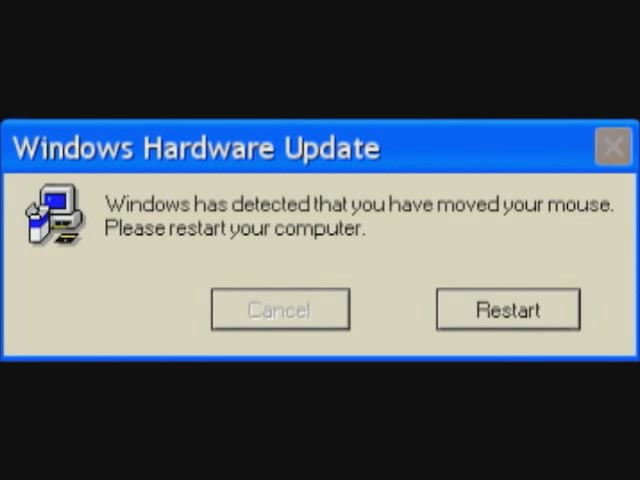 Windows Hardware Update
Windows has detected that you have moved your mouse.
Please restart your computer.
Cancel
Restart